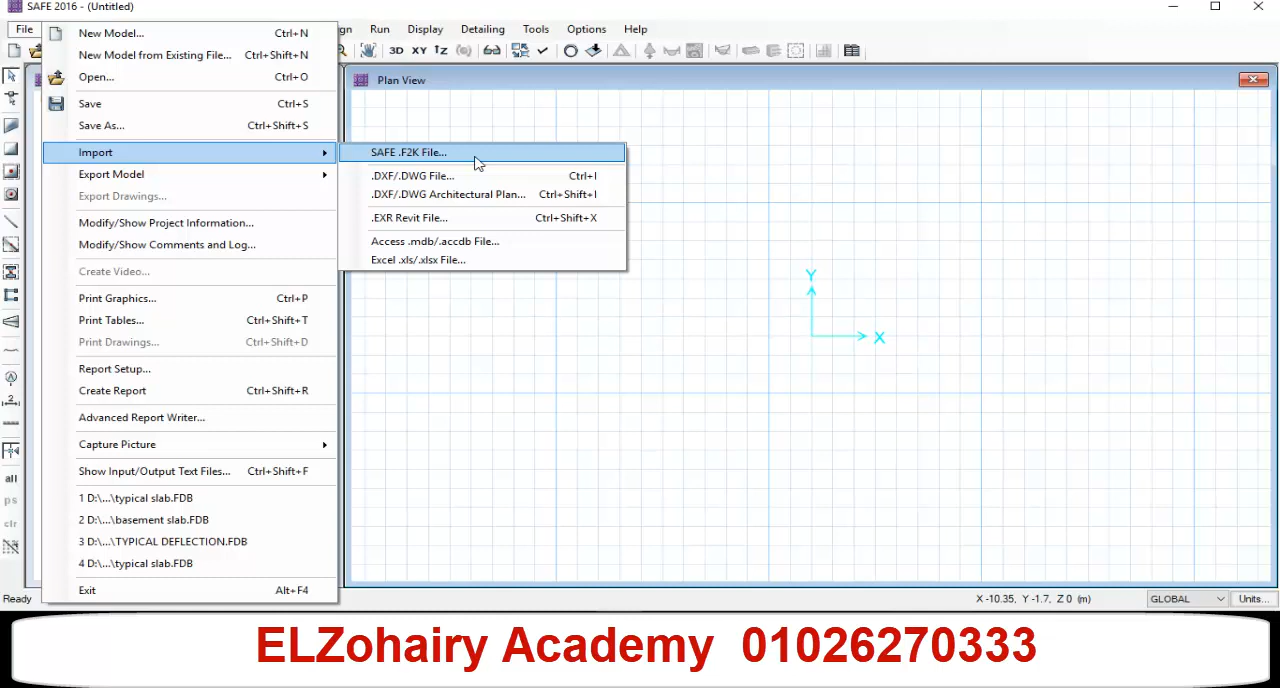 SAFE 2016 - (Untitled)
File gn Run Display Detailing Tools Options Help
3D XY
Plan View
New Model... Ctrl+N
New Model from Existing File... Ctrl+Shift+N
Open... Ctrl+O
Save Ctrl+S
Save As... Ctrl+Shift+S
Import
Export Model
Export Drawings...
Modify/Show Project Information...
Modify/Show Comments and Log...
Create Video...
Print Graphics... Ctrl+P
Print Tables... Ctrl+Shift+T
Print Drawings... Ctrl+Shift+D
Report Setup...
Create Report Ctrl+Shift+R
Advanced Report Writer...
Capture Picture
Show Input/Output Text Files... Ctrl+Shift+F
1 D:\...\typical slab.FDB
2 D:\...\basement slab.FDB
3 D:\...\TYPICAL DEFLECTION.FDB
4 D:\...\typical slab.FDB
Exit Alt+F4
SAFE .F2K File...
.DXF/.DWG File... Ctrl+I
.DXF/.DWG Architectural Plan... Ctrl+Shift+I
.EXR Revit File... Ctrl+Shift+X
Access .mdb/.accdb File...
Excel .xls/.xlsx File...
Y
X
all
ps
clr
Ready X -10.35, Y -1.7, Z 0 (m) GLOBAL Units...
ELZohairy Academy 01026270333